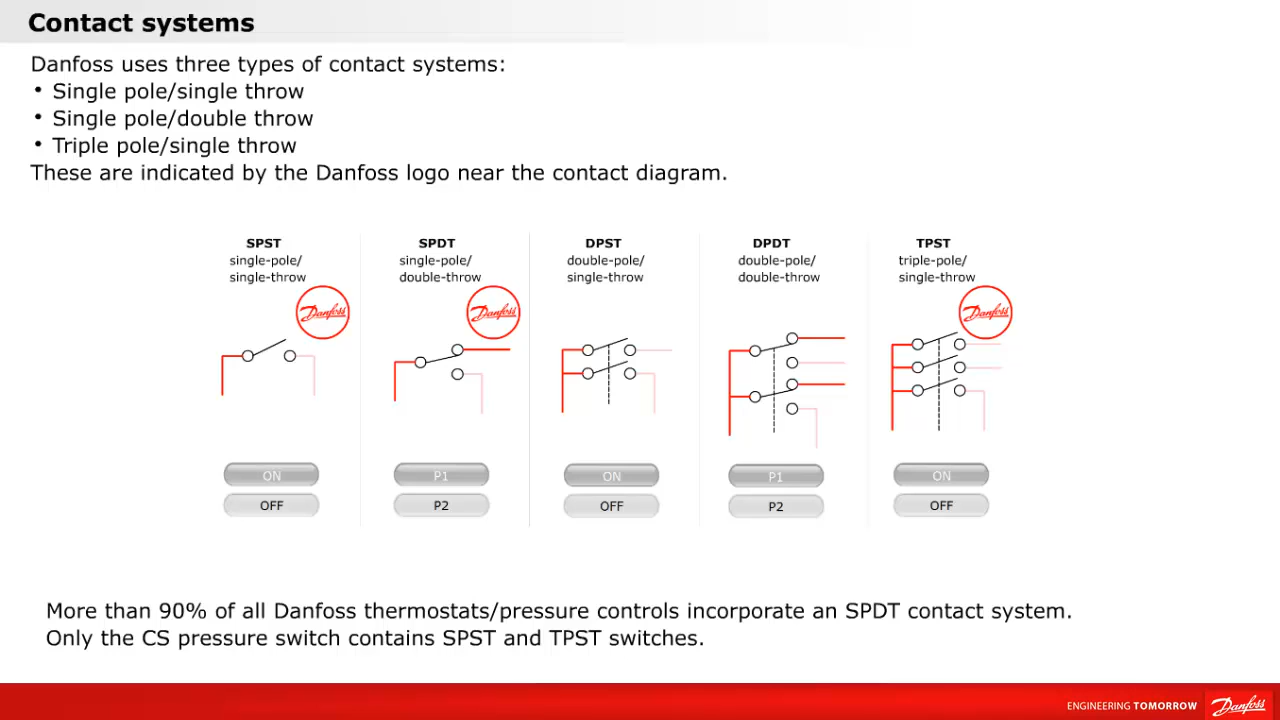 Contact systems
Danfoss uses three types of contact systems:
• Single pole/single throw
• Single pole/double throw
• Triple pole/single throw
These are indicated by the Danfoss logo near the contact diagram.
SPST
single-pole/
single-throw
Danfoss
ON
OFF
SPDT
single-pole/
double-throw
Danfoss
P1
P2
DPST
double-pole/
single-throw
ON
OFF
DPDT
double-pole/
double-throw
P1
P2
TPST
triple-pole/
single-throw
Danfoss
ON
OFF
More than 90% of all Danfoss thermostats/pressure controls incorporate an SPDT contact system.
Only the CS pressure switch contains SPST and TPST switches.
ENGINEERING TOMORROW
Danfoss